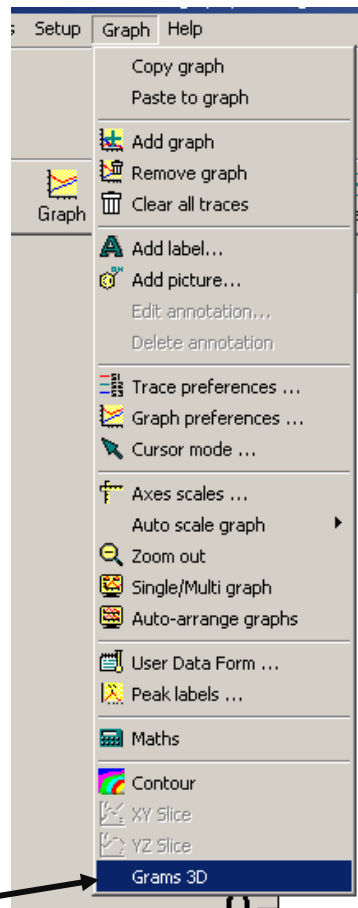 Setup Graph Help
Copy graph
Paste to graph
Add graph
Remove graph
Graph
Clear all traces
Add label...
Add picture...
Edit annotation...
Delete annotation
Trace preferences ...
Graph preferences ...
Cursor mode ...
Axes scales ...
Auto scale graph
Zoom out
Single/Multi graph
Auto-arrange graphs
User Data Form ...
Peak labels ...
Maths
Contour
XY Slice
YZ Slice
Grams 3D